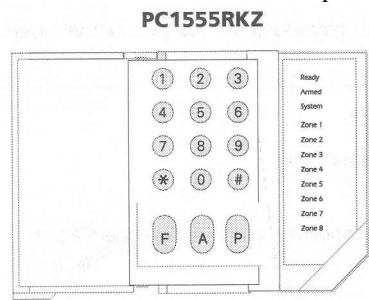 PC1555RKZ
1 2 3
4 5 6
7 8 9
* 0 #
F A P
Ready
Armed
System
Zone 1
Zone 2
Zone 3
Zone 4
Zone 5
Zone 6
Zone 7
Zone 8